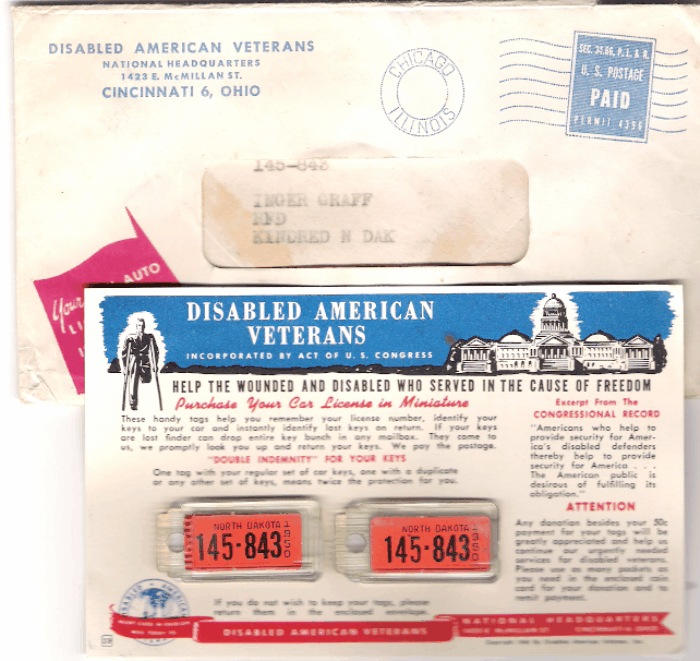 DISABLED AMERICAN VETERANS
NATIONAL HEADQUARTERS
1423 E. McMILLAN ST.
CINCINNATI 6, OHIO
CHICAGO
ILLINOIS
SEC. 34.66, P. L. & R.
U. S. POSTAGE
PAID
PERMIT 4396
145-843
INGER GRAFF
RFD
KINDRED N DAK
Your
AUTO
DISABLED AMERICAN
VETERANS
INCORPORATED BY ACT OF U. S. CONGRESS
HELP THE WOUNDED AND DISABLED WHO SERVED IN THE CAUSE OF FREEDOM
Purchase Your Car License in Miniature
These handy tags help you remember your license number, identify your
keys to your car and instantly identify last keys on return. If your keys
are lost finder can drop entire key bunch in any mailbox. They come to
us, we promptly look you up and return your keys. We pay the postage.
"DOUBLE INDEMNITY" FOR YOUR KEYS
One tag with your regular set of car keys, one with a duplicate
or any other set of keys, means twice the protection for you.
Excerpt From The
CONGRESSIONAL RECORD
"Americans who help to
provide security for Amer-
ica's disabled defenders
thereby help to provide
security for America . . .
The American public is
desirous of fulfilling its
obligation."
ATTENTION
Any donation besides your 50c
payment for your tags will be
greatly appreciated and help us
continue our urgently needed
services for disabled veterans.
Please use as many pockets as
you need in the enclosed coin
card for your donation and to
remit payment.
NORTH DAKOTA
145·843
1950
NORTH DAKOTA
145·843
1950
If you do not wish to keep your tags, please
return them in the enclosed envelope.
DISABLED AMERICAN VETERANS
NATIONAL HEADQUARTERS
1423 E. McMILLAN ST. CINCINNATI 6, OHIO
DISABLED AMERICAN